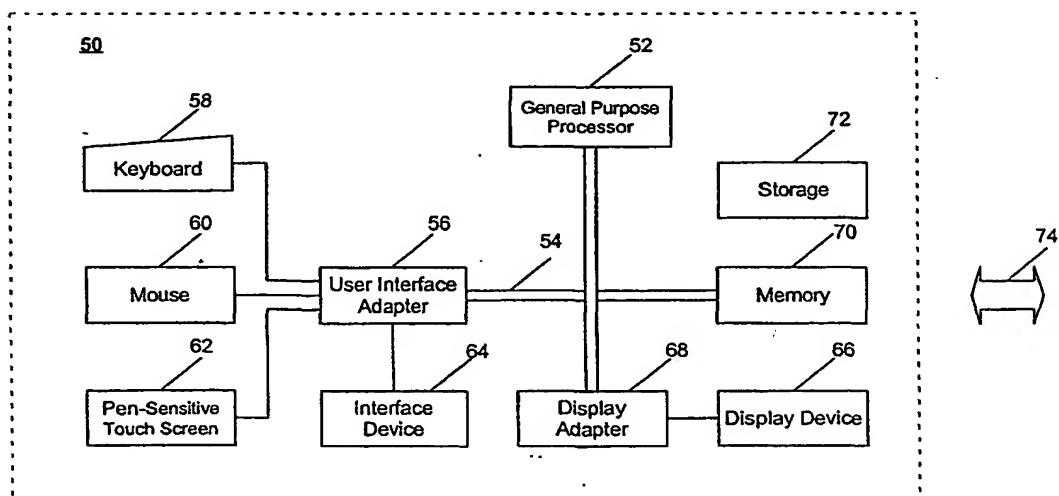 50
52
General Purpose
Processor
58
Keyboard
72
Storage
60
Mouse
56
User Interface
Adapter
54
70
Memory
74
62
Pen-Sensitive
Touch Screen
64
Interface
Device
68
Display
Adapter
66
Display Device